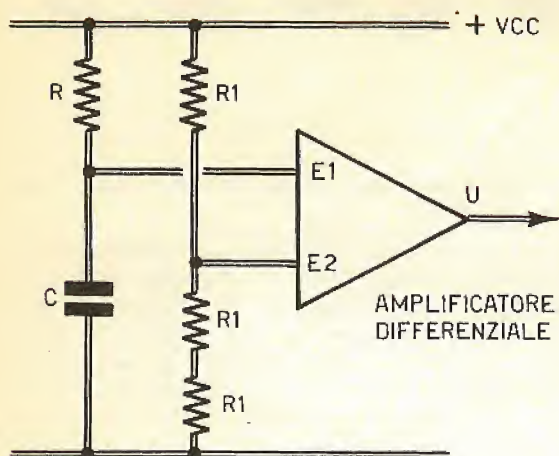 + VCC
R
R1
E1
U
E2
C
R1
AMPLIFICATORE
DIFFERENZIALE
R1